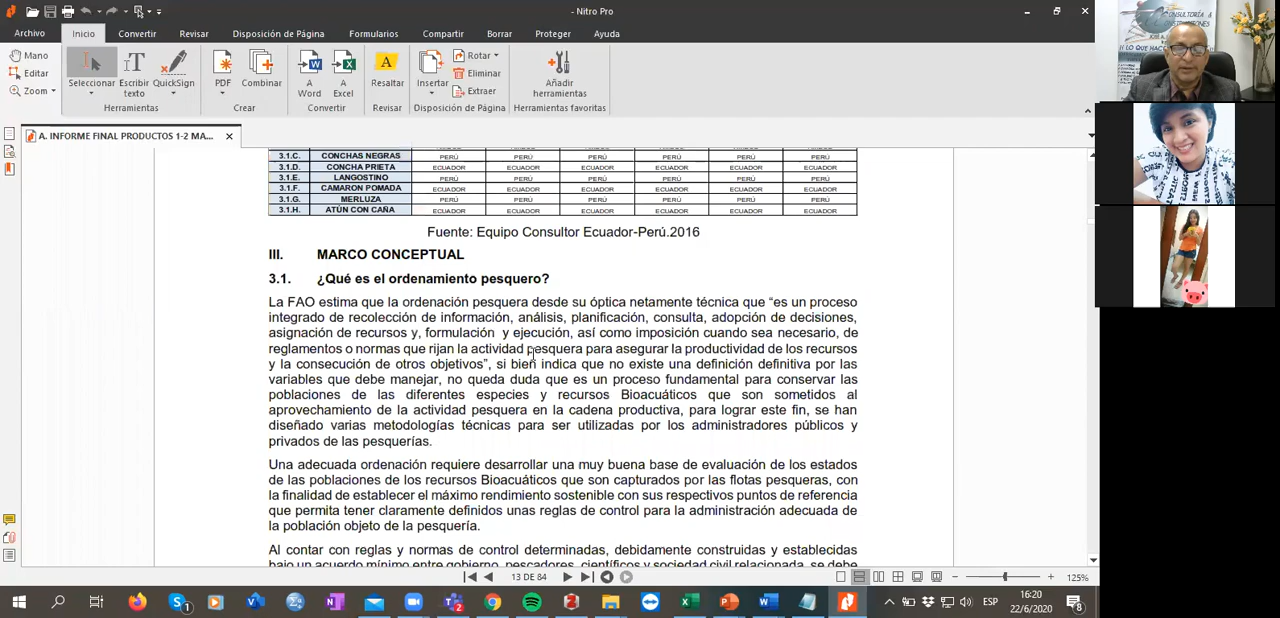 - Nitro Pro
Archivo Inicio Convertir Revisar Disposición de Página Formularios Compartir Borrar Proteger Ayuda
Mano
Editar
Zoom
Seleccionar
Escribir texto
QuickSign
Herramientas
PDF
Combinar
Crear
A Word
A Excel
Convertir
Resaltar
Revisar
Insertar
Rotar
Eliminar
Extraer
Disposición de Página
Añadir herramientas
Herramientas favoritas
A. INFORME FINAL PRODUCTOS 1-2 MA...
3.1.C. CONCHAS NEGRAS PERÚ PERÚ PERÚ PERÚ PERÚ PERÚ
3.1.D. CONCHA PRIETA ECUADOR ECUADOR ECUADOR ECUADOR ECUADOR ECUADOR
3.1.E. LANGOSTINO PERÚ PERÚ PERÚ PERÚ PERÚ PERÚ
3.1.F. CAMARON POMADA ECUADOR ECUADOR ECUADOR ECUADOR ECUADOR ECUADOR
3.1.G. MERLUZA PERÚ PERÚ PERÚ PERÚ PERÚ PERÚ
3.1.H. ATÚN CON CAÑA ECUADOR ECUADOR ECUADOR ECUADOR ECUADOR ECUADOR
Fuente: Equipo Consultor Ecuador-Perú.2016
III. MARCO CONCEPTUAL
3.1. ¿Qué es el ordenamiento pesquero?
La FAO estima que la ordenación pesquera desde su óptica netamente técnica que “es un proceso
integrado de recolección de información, análisis, planificación, consulta, adopción de decisiones,
asignación de recursos y, formulación y ejecución, así como imposición cuando sea necesario, de
reglamentos o normas que rijan la actividad pesquera para asegurar la productividad de los recursos
y la consecución de otros objetivos”, si bien indica que no existe una definición definitiva por las
variables que debe manejar, no queda duda que es un proceso fundamental para conservar las
poblaciones de las diferentes especies y recursos Bioacuáticos que son sometidos al
aprovechamiento de la actividad pesquera en la cadena productiva, para lograr este fin, se han
diseñado varias metodologías técnicas para ser utilizadas por los administradores públicos y
privados de las pesquerías.
Una adecuada ordenación requiere desarrollar una muy buena base de evaluación de los estados
de las poblaciones de los recursos Bioacuáticos que son capturados por las flotas pesqueras, con
la finalidad de establecer el máximo rendimiento sostenible con sus respectivos puntos de referencia
que permita tener claramente definidos unas reglas de control para la administración adecuada de
la población objeto de la pesquería.
Al contar con reglas y normas de control determinadas, debidamente construidas y establecidas
bajo un acuerdo mínimo entre gobierno, pescadores, científicos y sociedad civil relacionada, se debe
13 DE 84
125%
ESP
16:20
22/6/2020